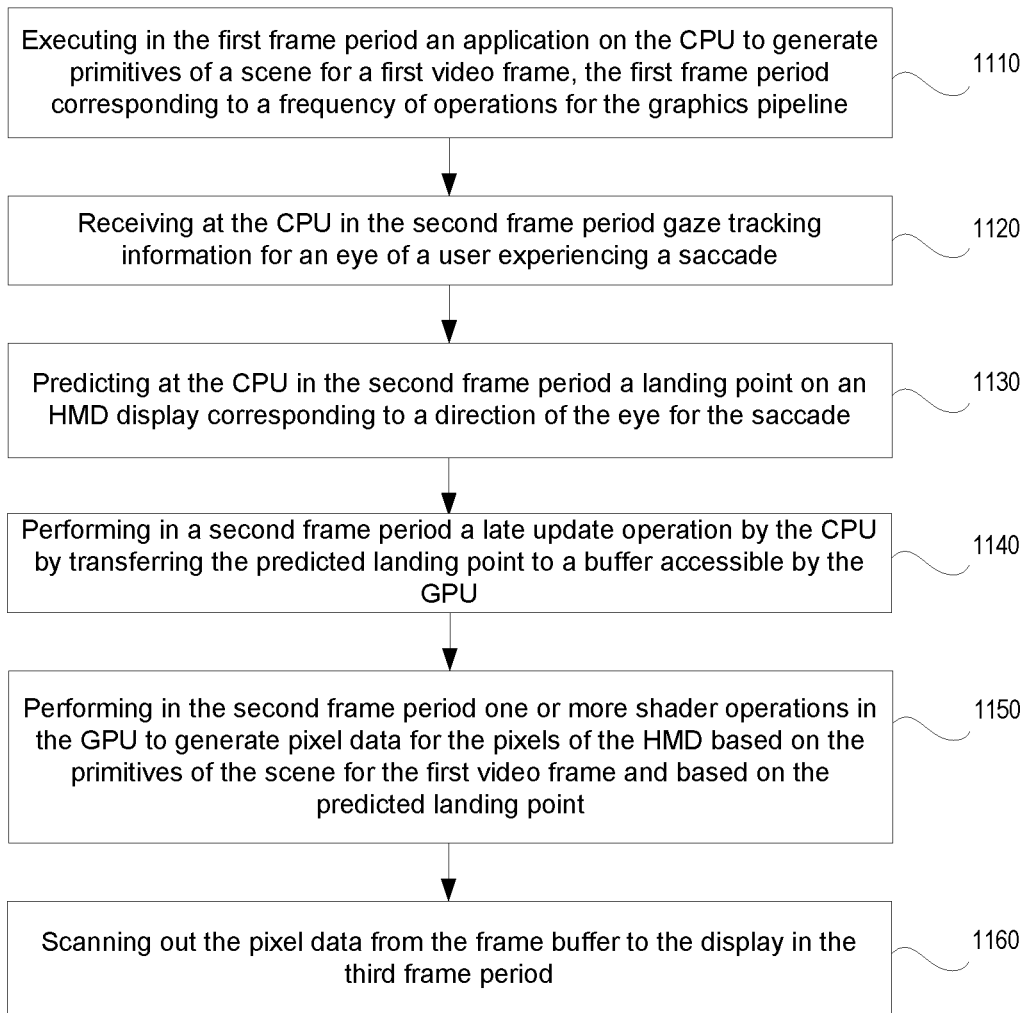 Executing in the first frame period an application on the CPU to generate
primitives of a scene for a first video frame, the first frame period
corresponding to a frequency of operations for the graphics pipeline
1110
Receiving at the CPU in the second frame period gaze tracking
information for an eye of a user experiencing a saccade
1120
Predicting at the CPU in the second frame period a landing point on an
HMD display corresponding to a direction of the eye for the saccade
1130
Performing in a second frame period a late update operation by the CPU
by transferring the predicted landing point to a buffer accessible by the
GPU
1140
Performing in the second frame period one or more shader operations in
the GPU to generate pixel data for the pixels of the HMD based on the
primitives of the scene for the first video frame and based on the
predicted landing point
1150
Scanning out the pixel data from the frame buffer to the display in the
third frame period
1160